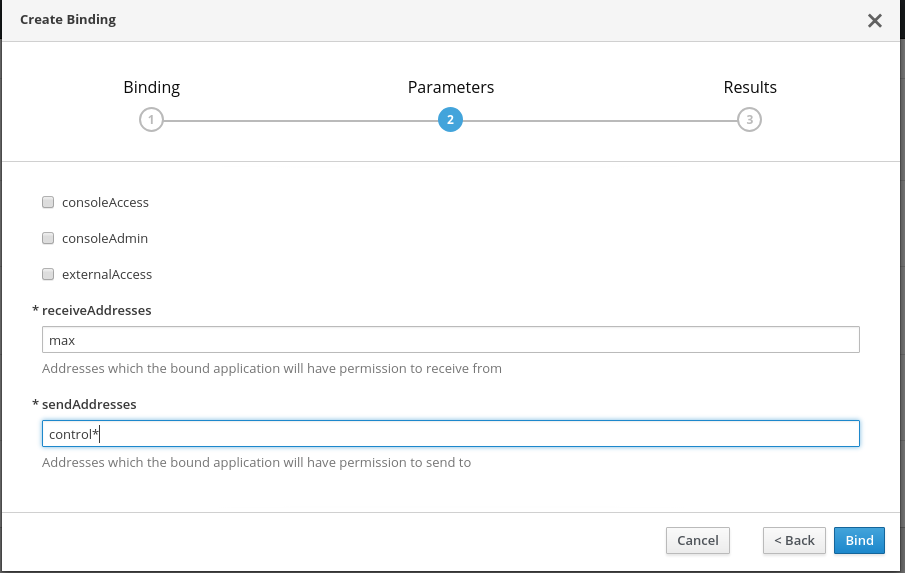 Create Binding
Binding Parameters Results
1 2 3
consoleAccess
consoleAdmin
externalAccess
* receiveAddresses
max
Addresses which the bound application will have permission to receive from
* sendAddresses
control*
Addresses which the bound application will have permission to send to
Cancel < Back Bind